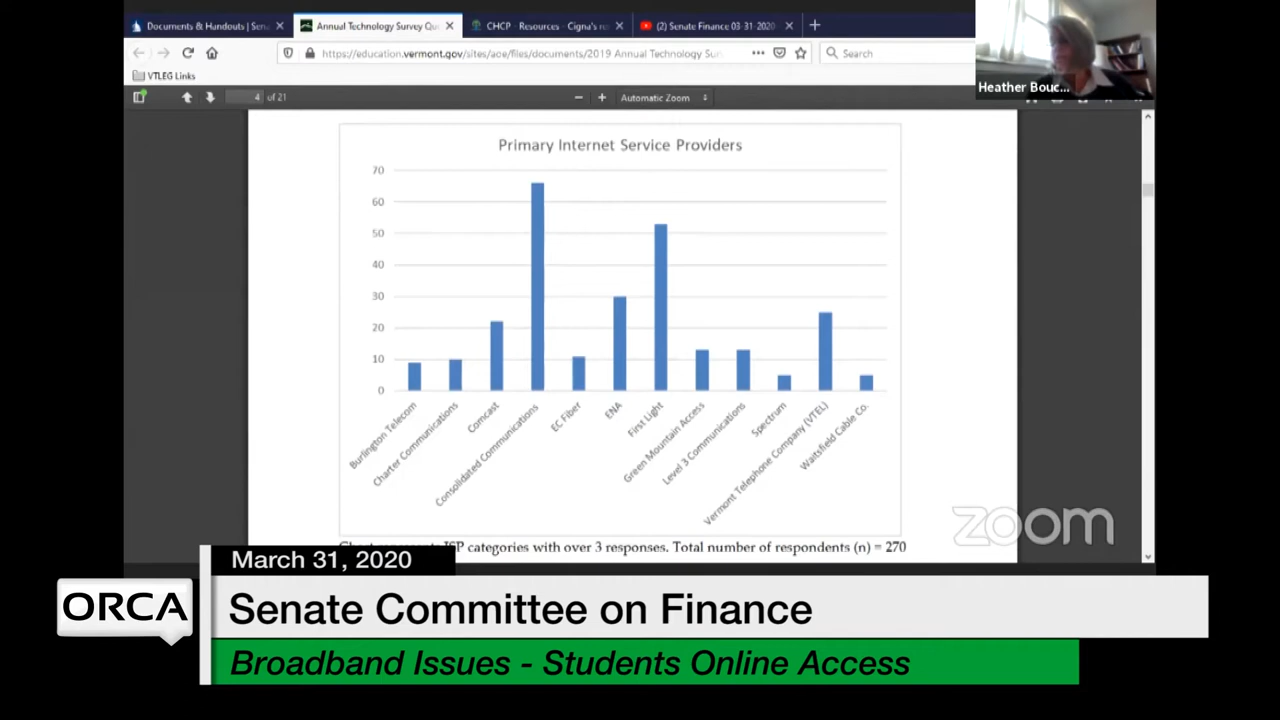 Documents & Handouts | Sen
Annual Technology Survey Qu
CHCP - Resources - Cigna's re
(2) Senate Finance 03-31-2020
https://education.vermont.gov/sites/aoe/files/documents/2019 Annual Technology Sur
Search
VTLEG Links
4 of 21
Automatic Zoom
Heather Bouc...
Primary Internet Service Providers
70
60
50
40
30
20
10
0
Burlington Telecom
Charter Communications
Comcast
Consolidated Communications
EC Fiber
ENA
First Light
Green Mountain Access
Level 3 Communications
Spectrum
Vermont Telephone Company (VTEL)
Waitsfield Cable Co.
zoom
ISP categories with over 3 responses. Total number of respondents (n) = 270
March 31, 2020
ORCA
Senate Committee on Finance
Broadband Issues - Students Online Access